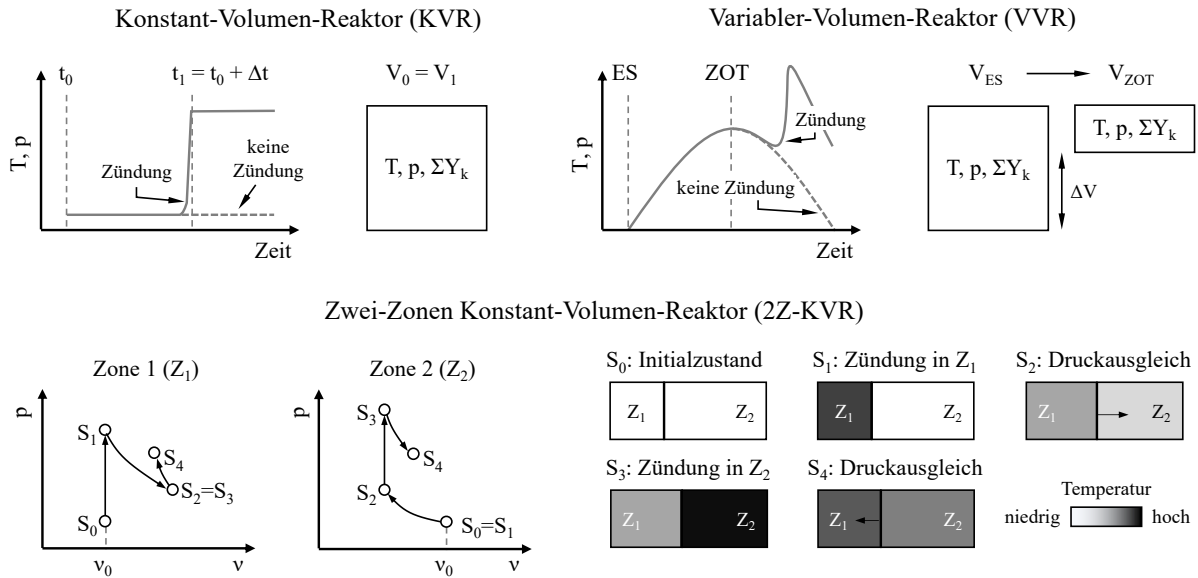 Konstant-Volumen-Reaktor (KVR)
t0
t1 = t0 + Δt
V0 = V1
T, p
Zündung
keine
Zündung
Zeit
T, p, ΣYk
Variabler-Volumen-Reaktor (VVR)
ES
ZOT
VES
VZOT
T, p
Zündung
keine Zündung
Zeit
T, p, ΣYk
T, p, ΣYk
ΔV
Zwei-Zonen Konstant-Volumen-Reaktor (2Z-KVR)
Zone 1 (Z1)
p
S1
S4
S2=S3
S0
ν0
ν
Zone 2 (Z2)
p
S3
S4
S2
S0=S1
ν0
ν
S0: Initialzustand
Z1
Z2
S1: Zündung in Z1
Z1
Z2
S2: Druckausgleich
Z1
Z2
S3: Zündung in Z2
Z1
Z2
S4: Druckausgleich
Z1
Z2
Temperatur
niedrig
hoch